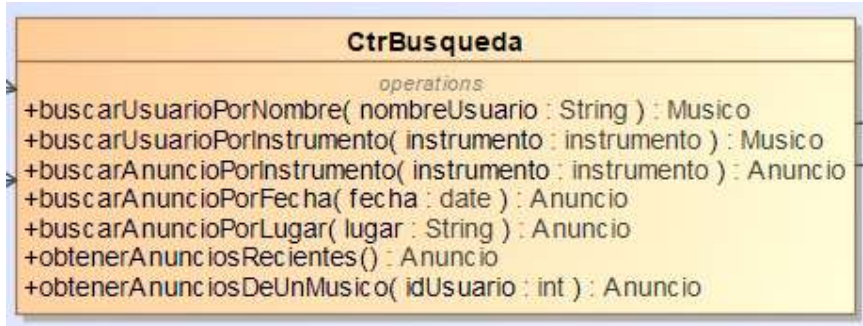 CtrBusqueda
operations
+buscarUsuarioPorNombre( nombreUsuario : String ) : Musico
+buscarUsuarioPorInstrumento( instrumento : instrumento ) : Musico
+buscarAnuncioPorInstrumento( instrumento : instrumento ) : Anuncio
+buscarAnuncioPorFecha( fecha : date ) : Anuncio
+buscarAnuncioPorLugar( lugar : String ) : Anuncio
+obtenerAnunciosRecientes() : Anuncio
+obtenerAnunciosDeUnMusico( idUsuario : int ) : Anuncio